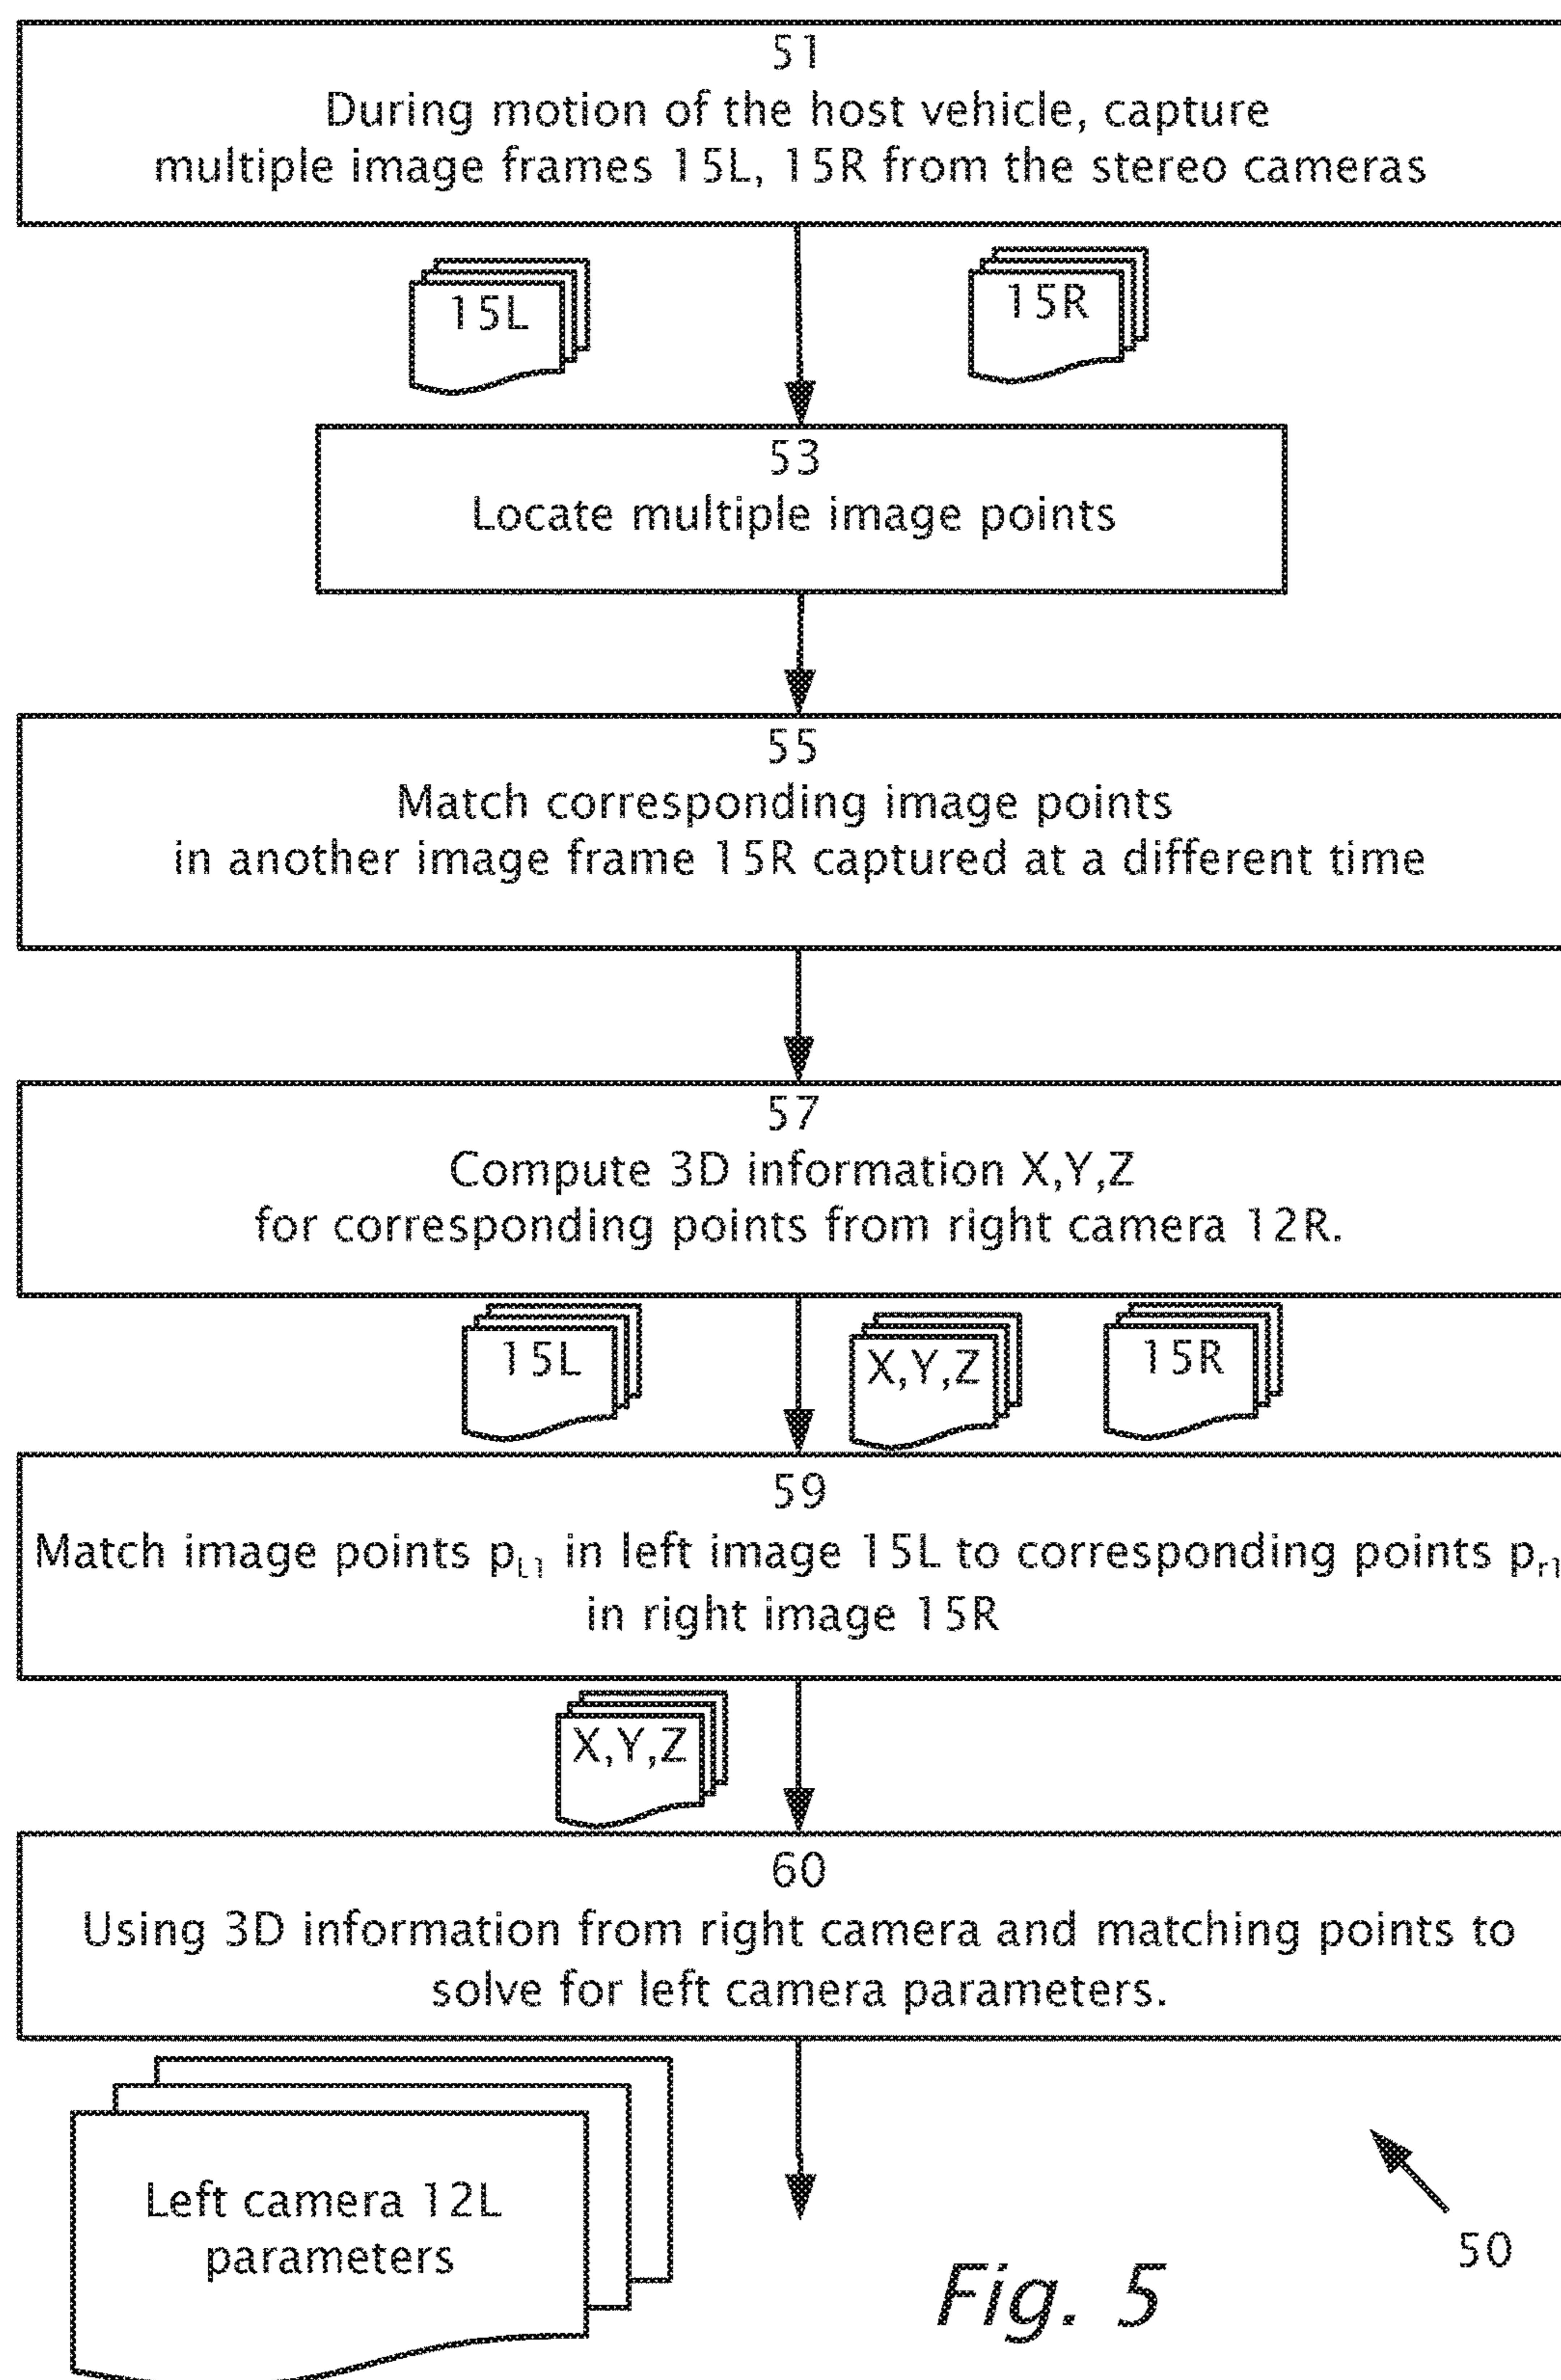 51
During motion of the host vehicle, capture
multiple image frames 15L, 15R from the stereo cameras
15L
15R
53
Locate multiple image points
55
Match corresponding image points
in another image frame 15R captured at a different time
57
Compute 3D information X,Y,Z
for corresponding points from right camera 12R.
15L
X,Y,Z
15R
59
Match image points pL1 in left image 15L to corresponding points pr1
in right image 15R
X,Y,Z
60
Using 3D information from right camera and matching points to
solve for left camera parameters.
Left camera 12L
parameters
50
Fig. 5